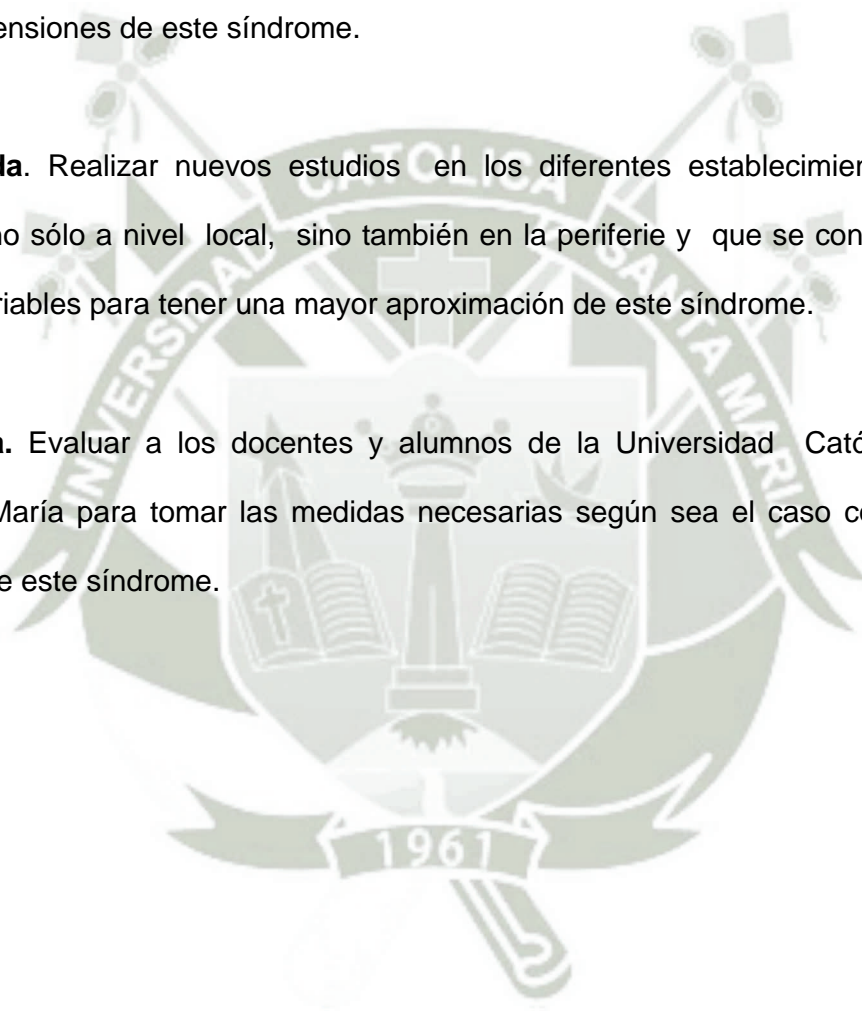 ensiones de este síndrome.
da. Realizar nuevos estudios en los diferentes establecimien
no sólo a nivel local, sino también en la periferie y que se con
riables para tener una mayor aproximación de este síndrome.
a. Evaluar a los docentes y alumnos de la Universidad Cató
María para tomar las medidas necesarias según sea el caso co
e este síndrome.
UNIVERSIDAD CATOLICA SANTA MARI
1961